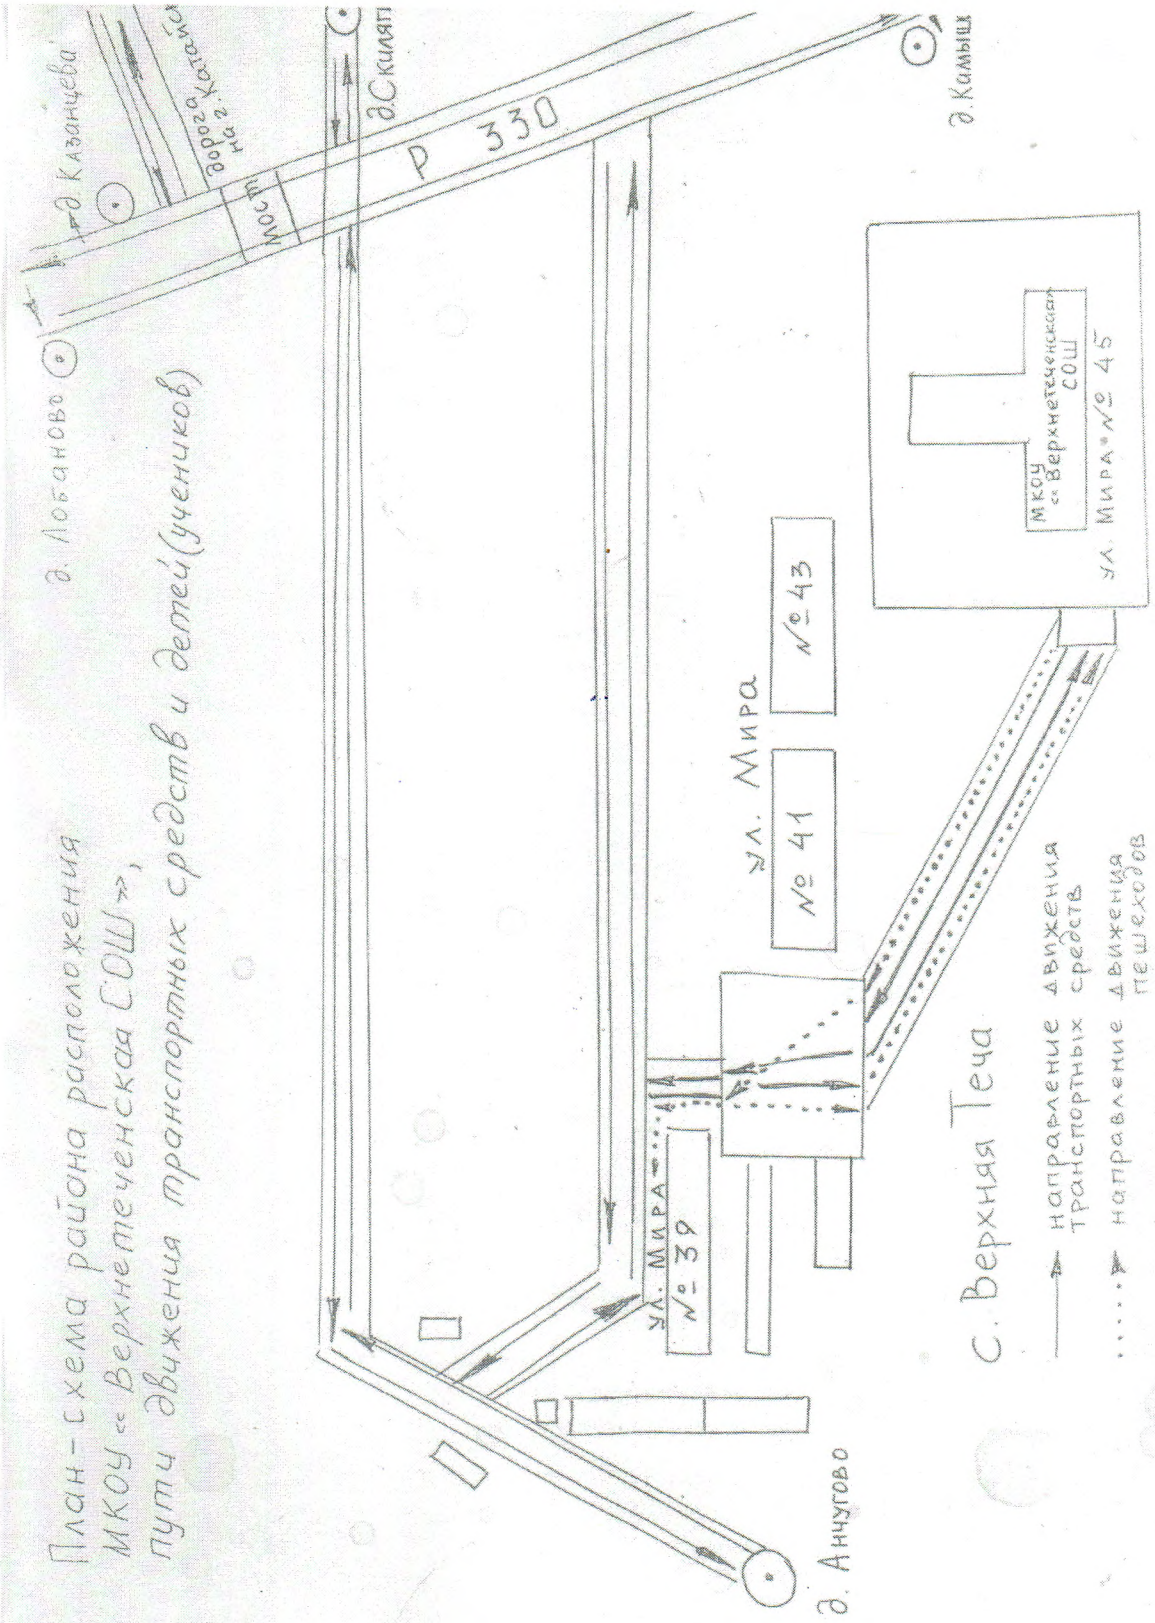 План-схема района расположения
МКОУ «Верхнетеченская СОШ»,
пути движения транспортных средств и детей(учеников)
д. Лобаново
д. Казанцева
дорога
на г. Катайск
мост
Р 330
д.Скиляг
д.Камыш
ул. Мира
№ 41
№ 43
МКОУ
«Верхнетеченская
СОШ
ул. Мира № 45
ул. Мира
№ 39
д. Анчугово
с. Верхняя Теча
направление движения
транспортных средств
направление движения
пешеходов